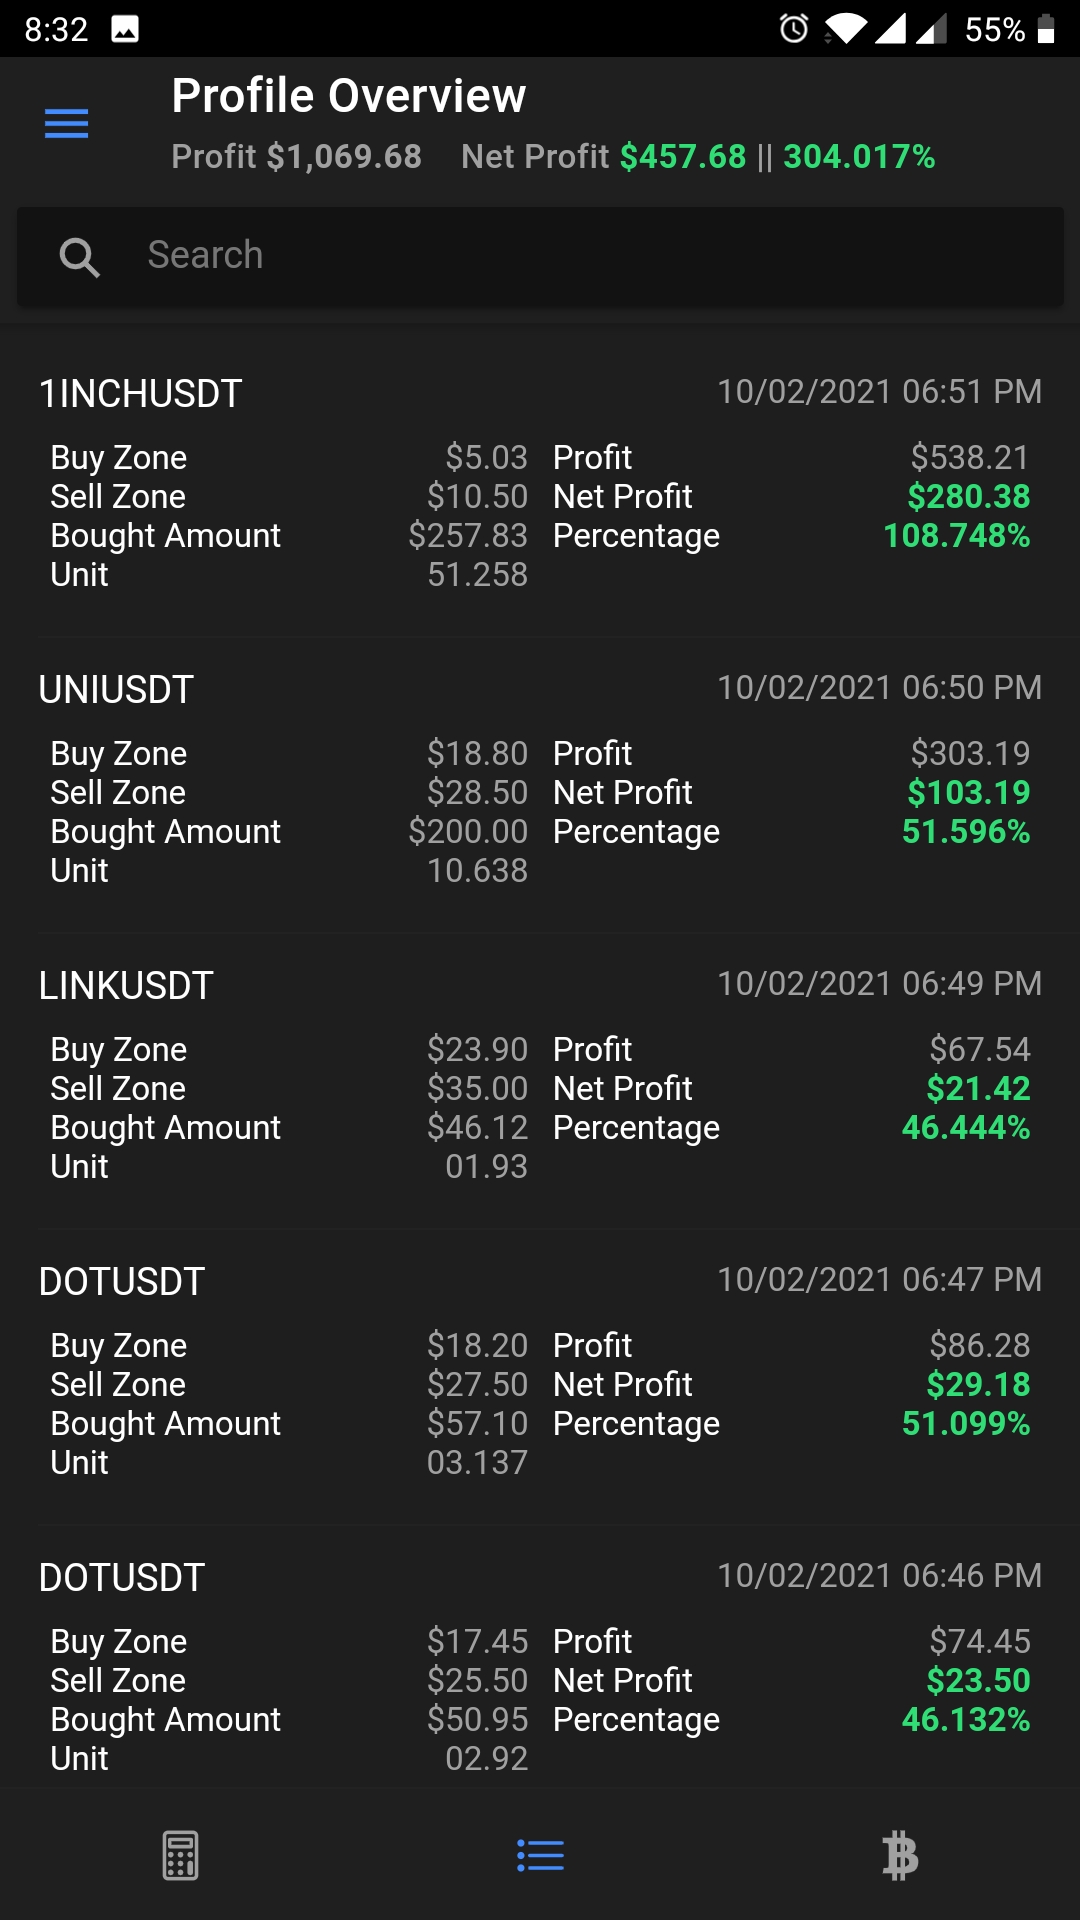 8:32 55%
Profile Overview
Profit $1,069.68 Net Profit $457.68 || 304.017%
Search
1INCHUSDT 10/02/2021 06:51 PM
Buy Zone $5.03 Profit $538.21
Sell Zone $10.50 Net Profit $280.38
Bought Amount $257.83 Percentage 108.748%
Unit 51.258
UNIUSDT 10/02/2021 06:50 PM
Buy Zone $18.80 Profit $303.19
Sell Zone $28.50 Net Profit $103.19
Bought Amount $200.00 Percentage 51.596%
Unit 10.638
LINKUSDT 10/02/2021 06:49 PM
Buy Zone $23.90 Profit $67.54
Sell Zone $35.00 Net Profit $21.42
Bought Amount $46.12 Percentage 46.444%
Unit 01.93
DOTUSDT 10/02/2021 06:47 PM
Buy Zone $18.20 Profit $86.28
Sell Zone $27.50 Net Profit $29.18
Bought Amount $57.10 Percentage 51.099%
Unit 03.137
DOTUSDT 10/02/2021 06:46 PM
Buy Zone $17.45 Profit $74.45
Sell Zone $25.50 Net Profit $23.50
Bought Amount $50.95 Percentage 46.132%
Unit 02.92